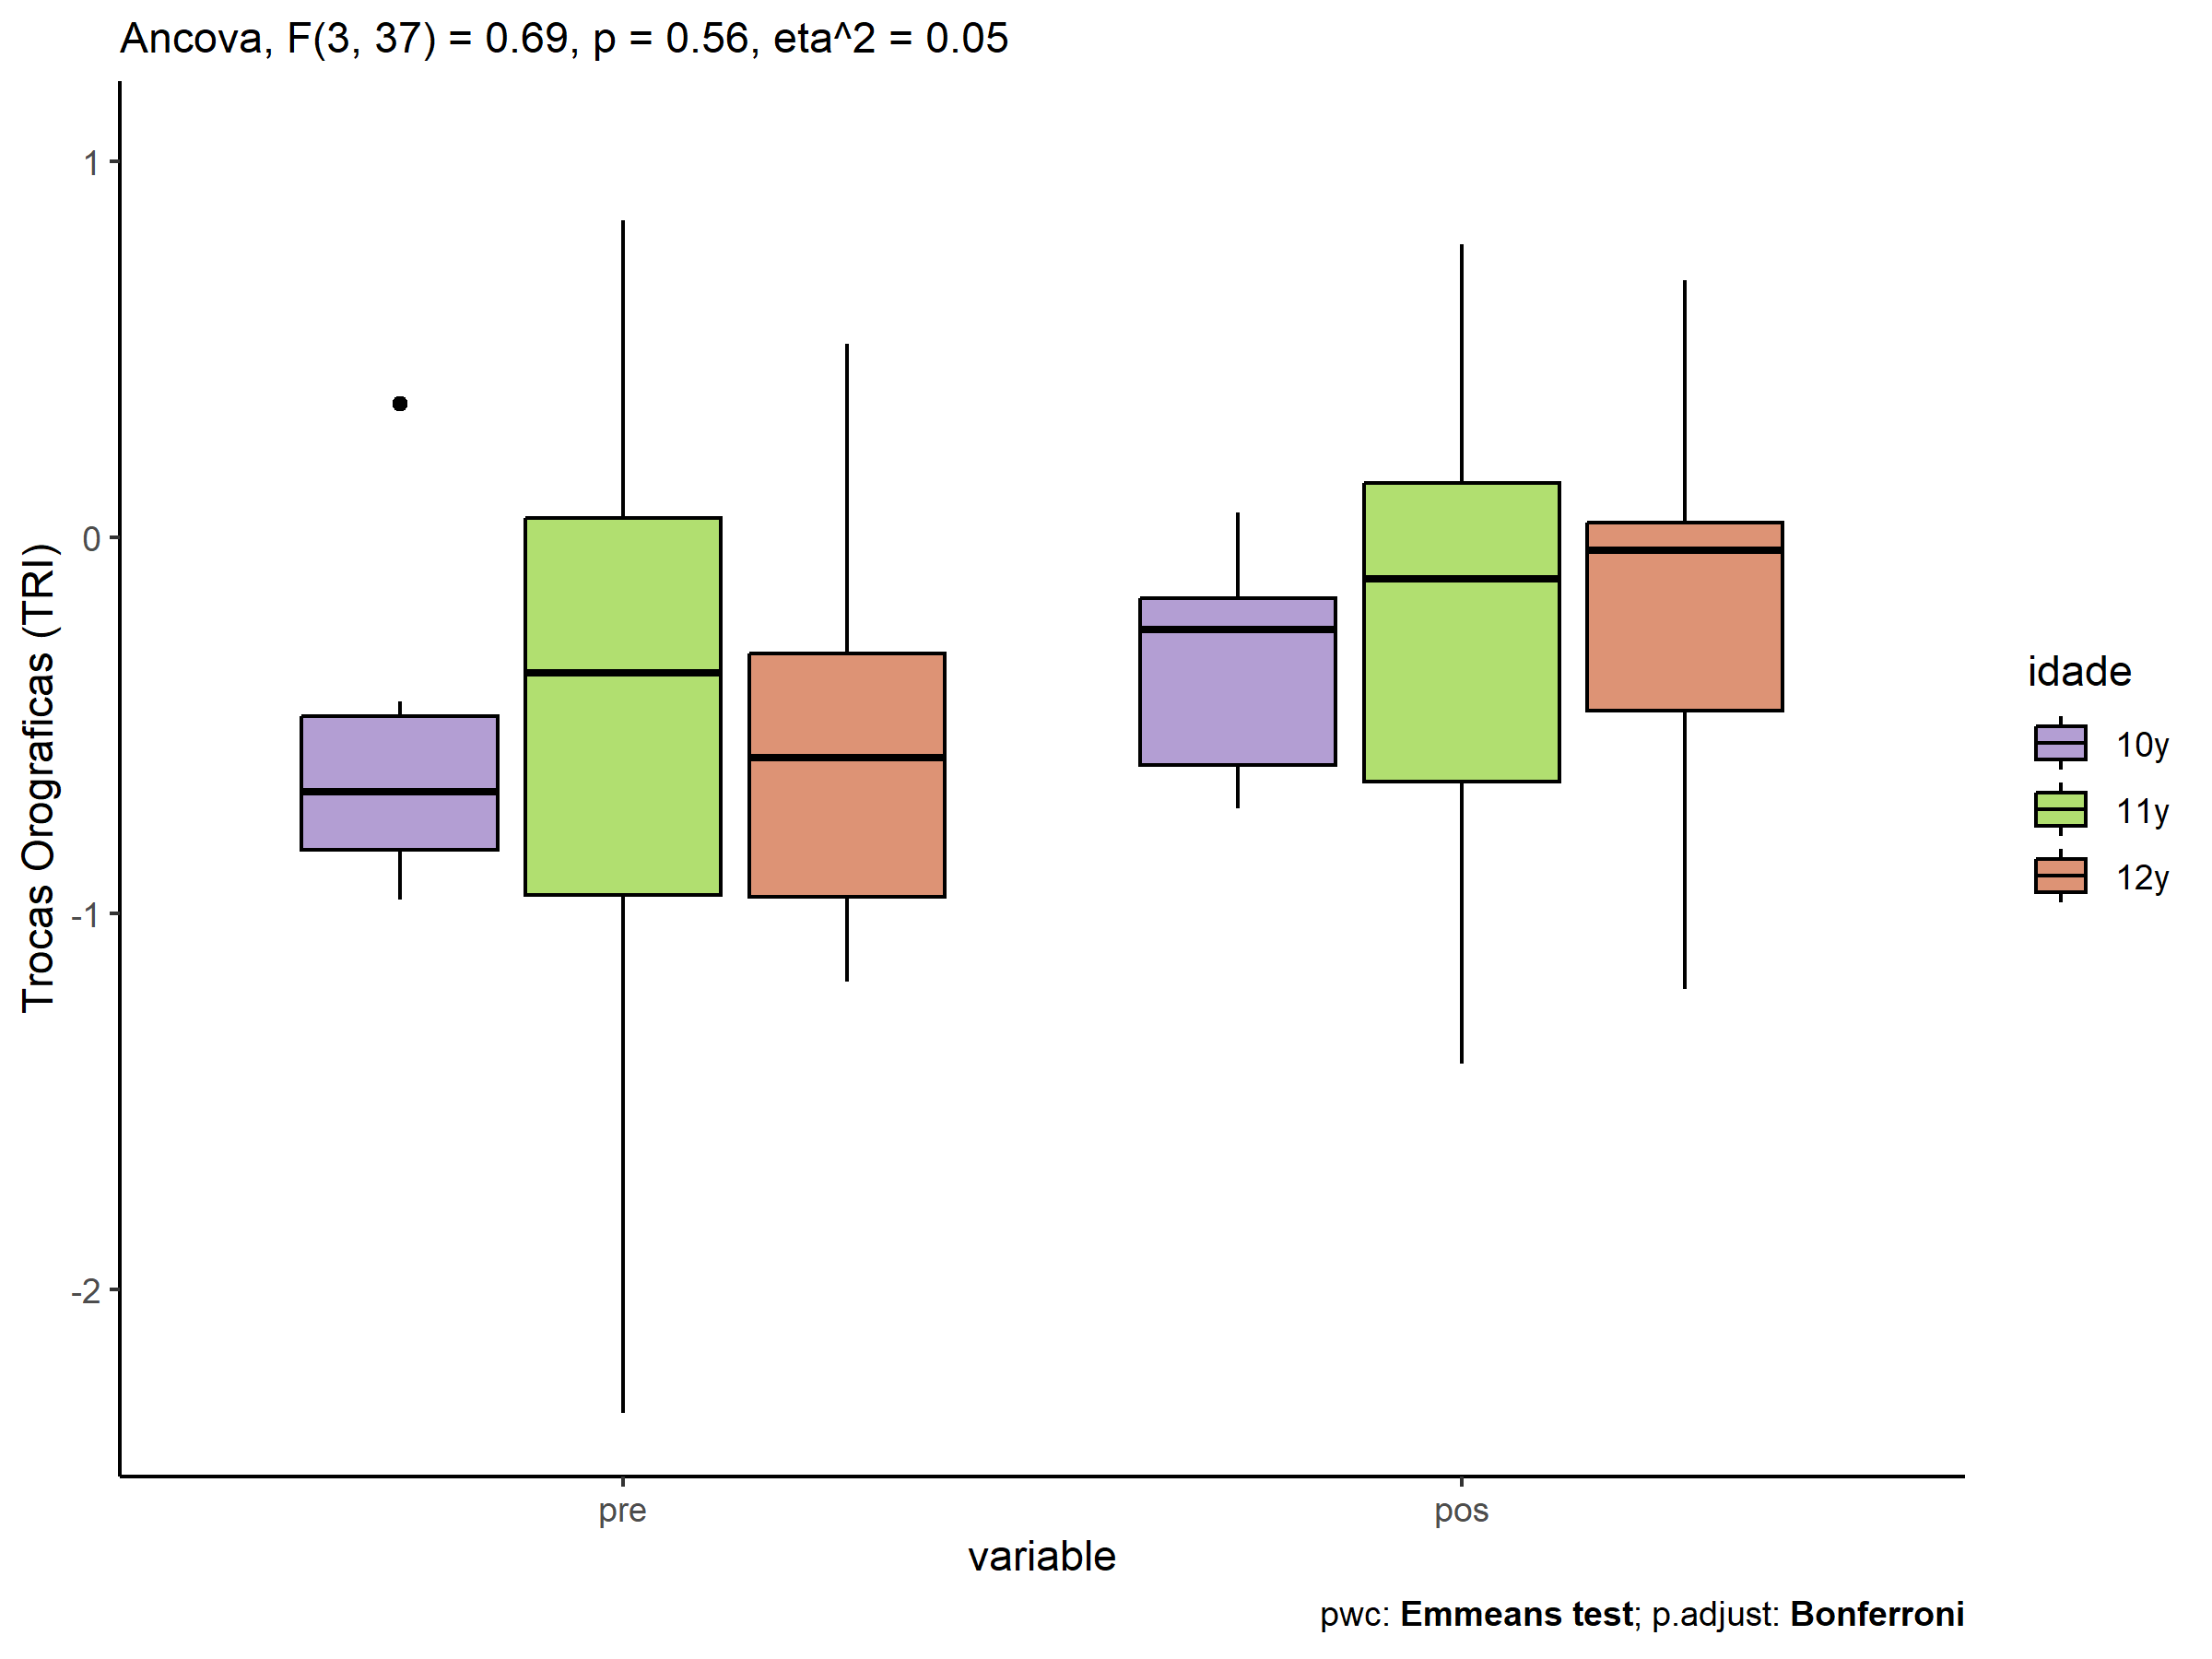 Ancova, F(3, 37) = 0.69, p = 0.56, eta^2 = 0.05
Trocas Orograficas (TRI)
1
0
-1
-2
pre
pos
variable
idade
10y
11y
12y
pwc: Emmeans test; p.adjust: Bonferroni